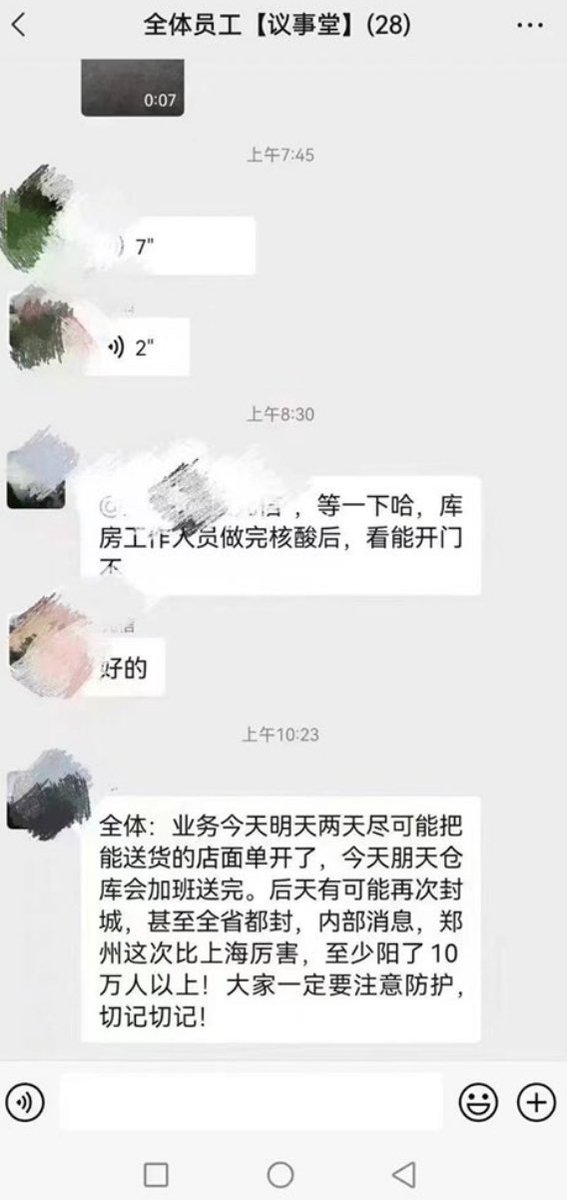 全体员工【议事堂】(28)
0:07
上午7:45
7"
2"
上午8:30
@
，等一下哈，库
房工作人员做完核酸后，看能开门
不
好的
上午10:23
全体：业务今天明天两天尽可能把
能送货的店面单开了，今天朋天仓
库会加班送完。后天有可能再次封
城，甚至全省都封，内部消息，郑
州这次比上海厉害，至少阳了10
万人以上！大家一定要注意防护，
切记切记！